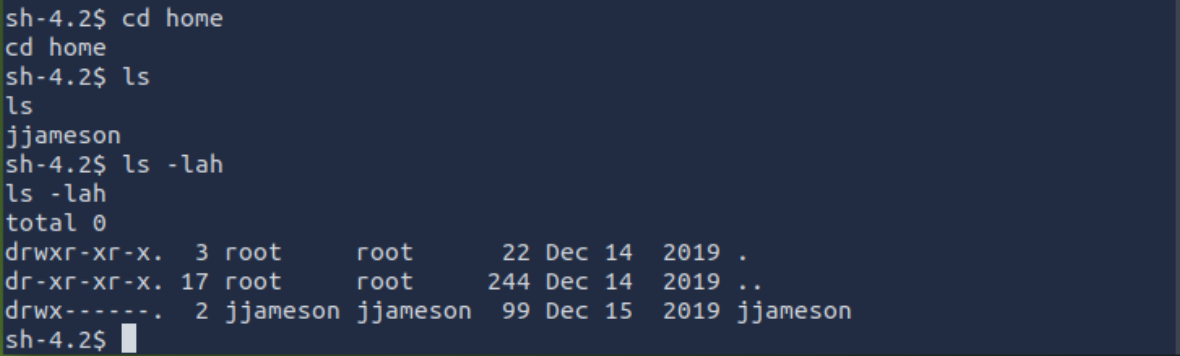 sh-4.2$ cd home
cd home
sh-4.2$ ls
ls
jjameson
sh-4.2$ ls -lah
ls -lah
total 0
drwxr-xr-x.  3 root     root      22 Dec 14  2019 .
dr-xr-xr-x. 17 root     root     244 Dec 14  2019 ..
drwx------.  2 jjameson jjameson  99 Dec 15  2019 jjameson
sh-4.2$